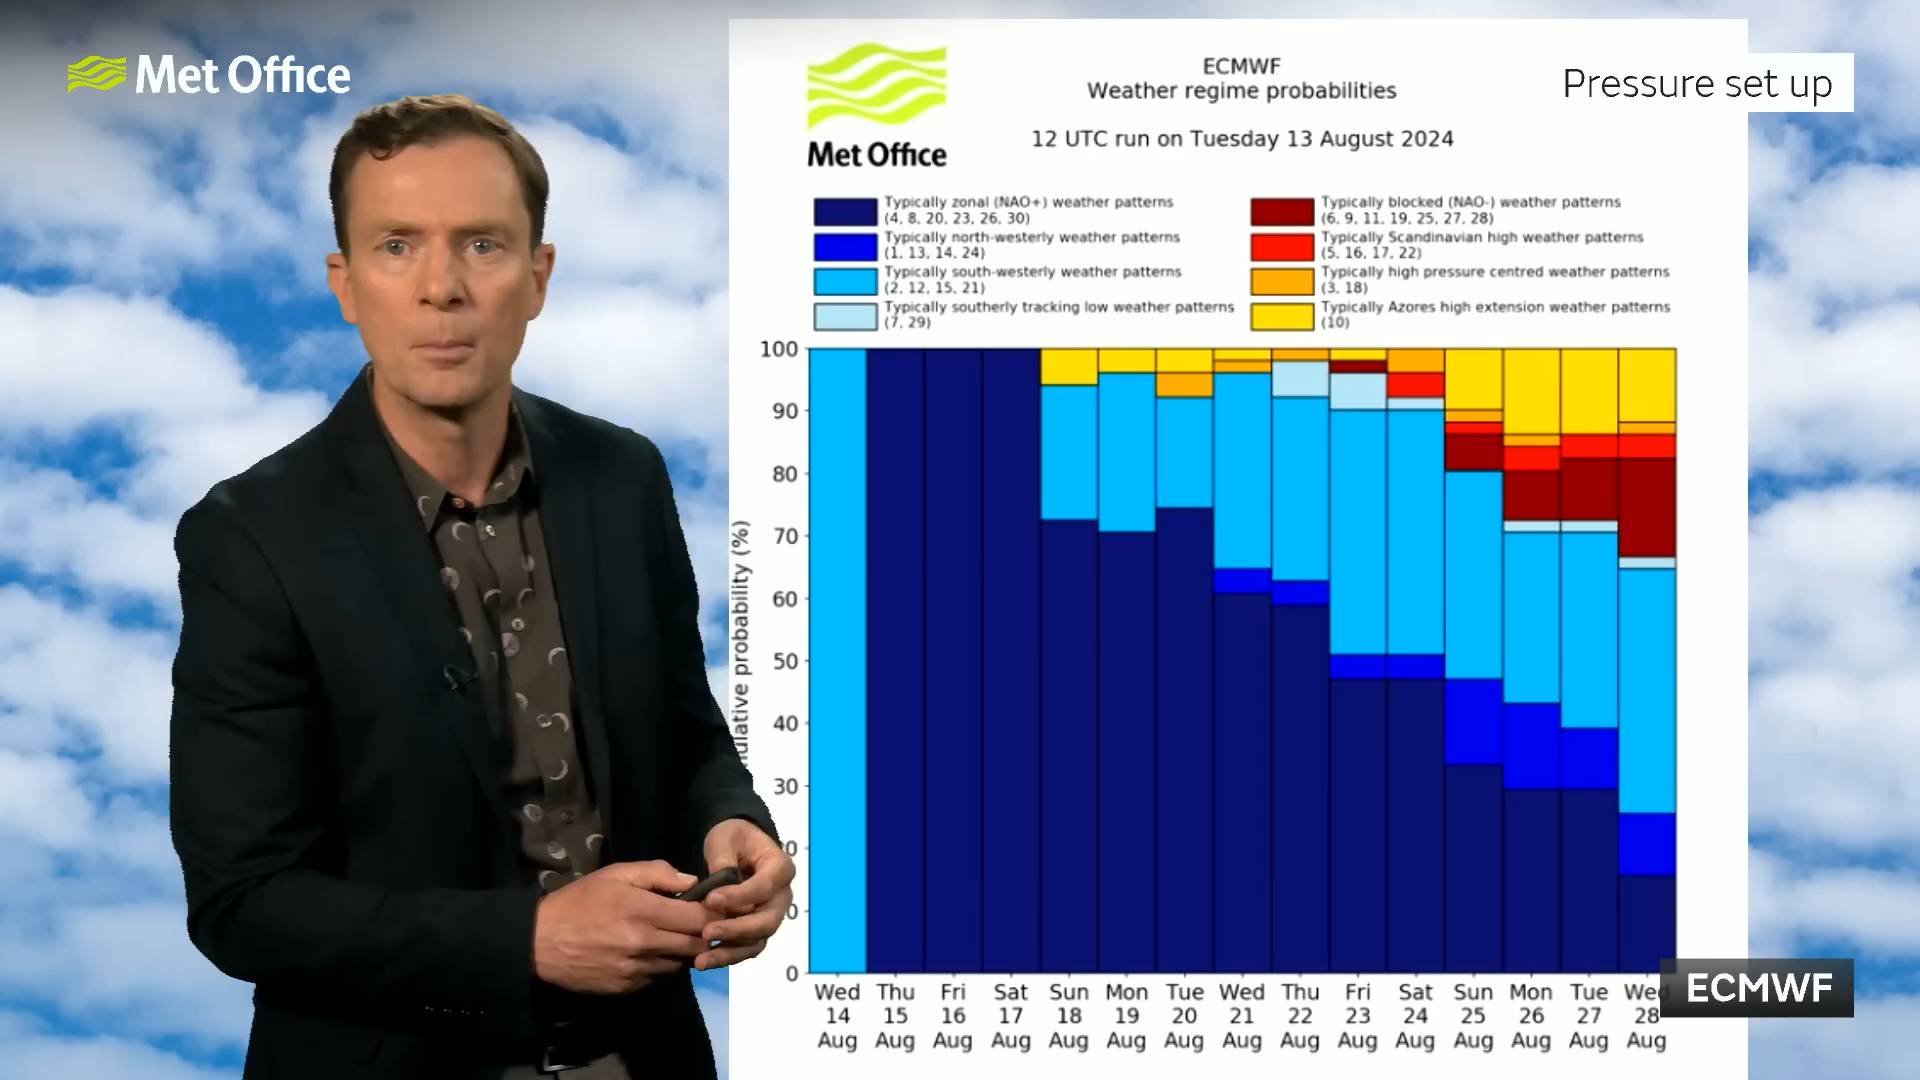 Met Office
Pressure set up
ECMWF
Weather regime probabilities
12 UTC run on Tuesday 13 August 2024
Met Office
Typically zonal (NAO+) weather patterns
(4, 8, 20, 23, 26, 30)
Typically north-westerly weather patterns
(1, 13, 14, 24)
Typically south-westerly weather patterns
(2, 12, 15, 21)
Typically southerly tracking low weather patterns
(7, 29)
Typically blocked (NAO-) weather patterns
(6, 9, 11, 19, 25, 27, 28)
Typically Scandinavian high weather patterns
(5, 16, 17, 22)
Typically high pressure centred weather patterns
(3, 18)
Typically Azores high extension weather patterns
(10)
100
90
80
70
60
50
40
30
0
probability (%)
Wed Thu Fri Sat Sun Mon Tue Wed Thu Fri Sat Sun Mon Tue Wed
14 15 16 17 18 19 20 21 22 23 24 25 26 27 28
Aug Aug Aug Aug Aug Aug Aug Aug Aug Aug Aug Aug Aug Aug Aug
ECMWF